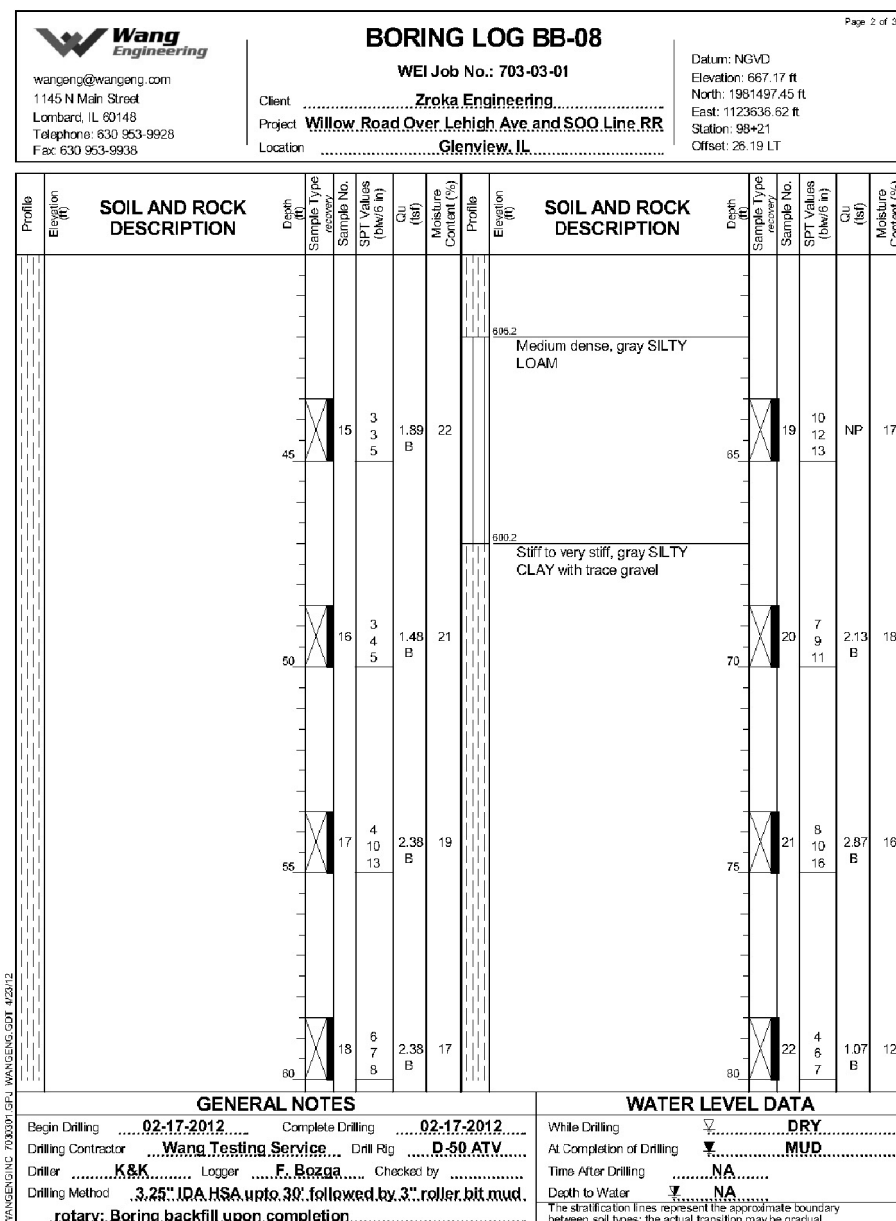 Page 2 of 3
Wang
Engineering
wangeng@wangeng.com
1145 N Main Street
Lombard, IL 60148
Telephone: 630 953-9928
Fax: 630 953-9938
BORING LOG BB-08
WEI Job No.: 703-03-01
Client Zroka Engineering
Project Willow Road Over Lehigh Ave and SOO Line RR
Location Glenview, IL
Datum: NGVD
Elevation: 667.17 ft
North: 1981497.45 ft
East: 1123636.62 ft
Station: 98+21
Offset: 26.19 LT
Profile
Elevation (ft)
SOIL AND ROCK DESCRIPTION
Depth (ft)
Sample Type
recovery
Sample No.
SPT Values (blw/6 in)
Qu (tsf)
Moisture Content (%)
Profile
Elevation (ft)
SOIL AND ROCK DESCRIPTION
Depth (ft)
Sample Type
recovery
Sample No.
SPT Values (blw/6 in)
Qu (tsf)
Moisture Content (%)
45
15
3
3
5
1.89
B
22
50
16
3
4
5
1.48
B
21
55
17
4
10
13
2.38
B
19
60
18
6
7
8
2.38
B
17
605.2
Medium dense, gray SILTY
LOAM
65
19
10
12
13
NP
17
600.2
Stiff to very stiff, gray SILTY
CLAY with trace gravel
70
20
7
9
11
2.13
B
18
75
21
8
10
16
2.87
B
16
80
22
4
6
7
1.07
B
12
GENERAL NOTES
Begin Drilling 02-17-2012 Complete Drilling 02-17-2012
Drilling Contractor Wang Testing Service Drill Rig D-50 ATV
Driller K&K Logger F. Bozga Checked by
Drilling Method 3.25" IDA HSA upto 30' followed by 3" roller bit mud
rotary; Boring backfill upon completion
WATER LEVEL DATA
While Drilling DRY
At Completion of Drilling MUD
Time After Drilling NA
Depth to Water NA
The stratification lines represent the approximate boundary
between soil types; the actual transition may be gradual.
WANGENGINC 7030301.GPJ WANGENG.GDT 4/23/12